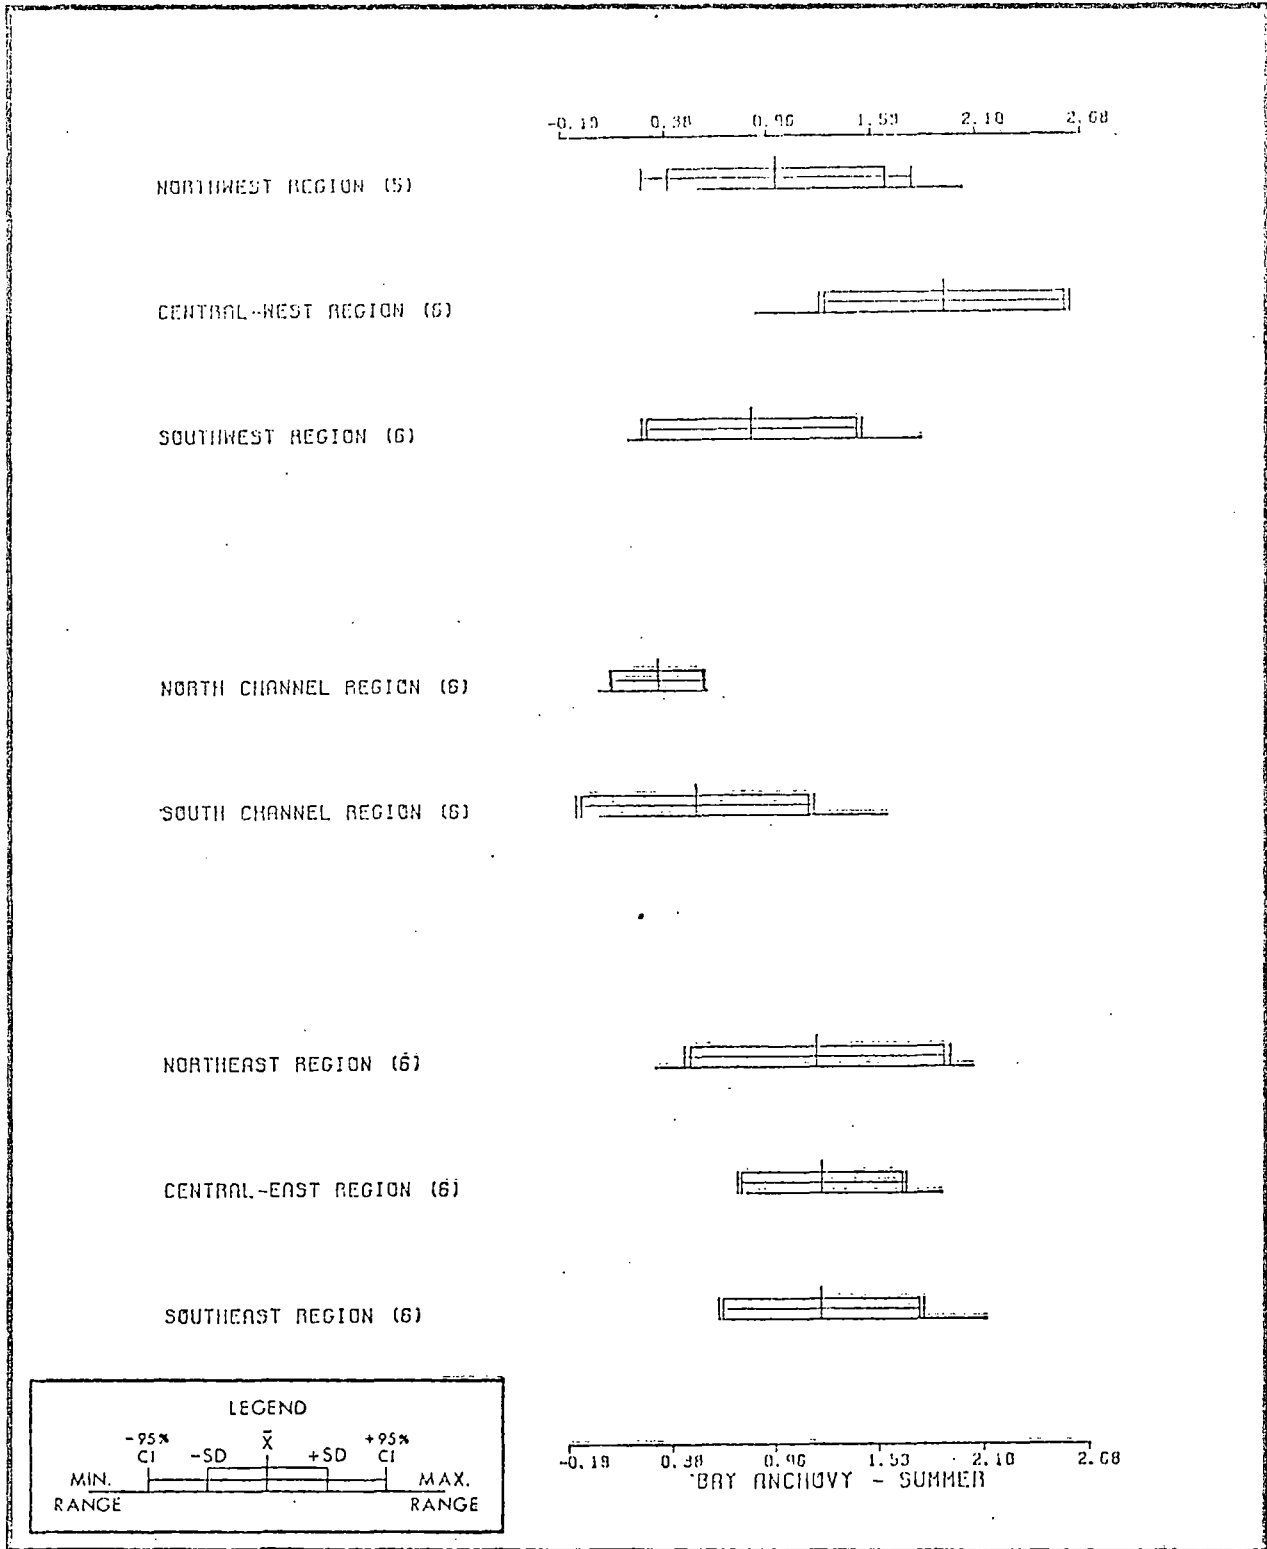 -0.19 0.38 0.96 1.53 2.10 2.68
NORTHWEST REGION (5)
CENTRAL-WEST REGION (6)
SOUTHWEST REGION (6)
NORTH CHANNEL REGION (6)
SOUTH CHANNEL REGION (6)
NORTHEAST REGION (6)
CENTRAL-EAST REGION (6)
SOUTHEAST REGION (6)
LEGEND
-95% CI -SD X̄ +SD +95% CI
MIN. RANGE MAX. RANGE
-0.19 0.38 0.96 1.53 2.10 2.68
BAY ANCHOVY - SUMMER